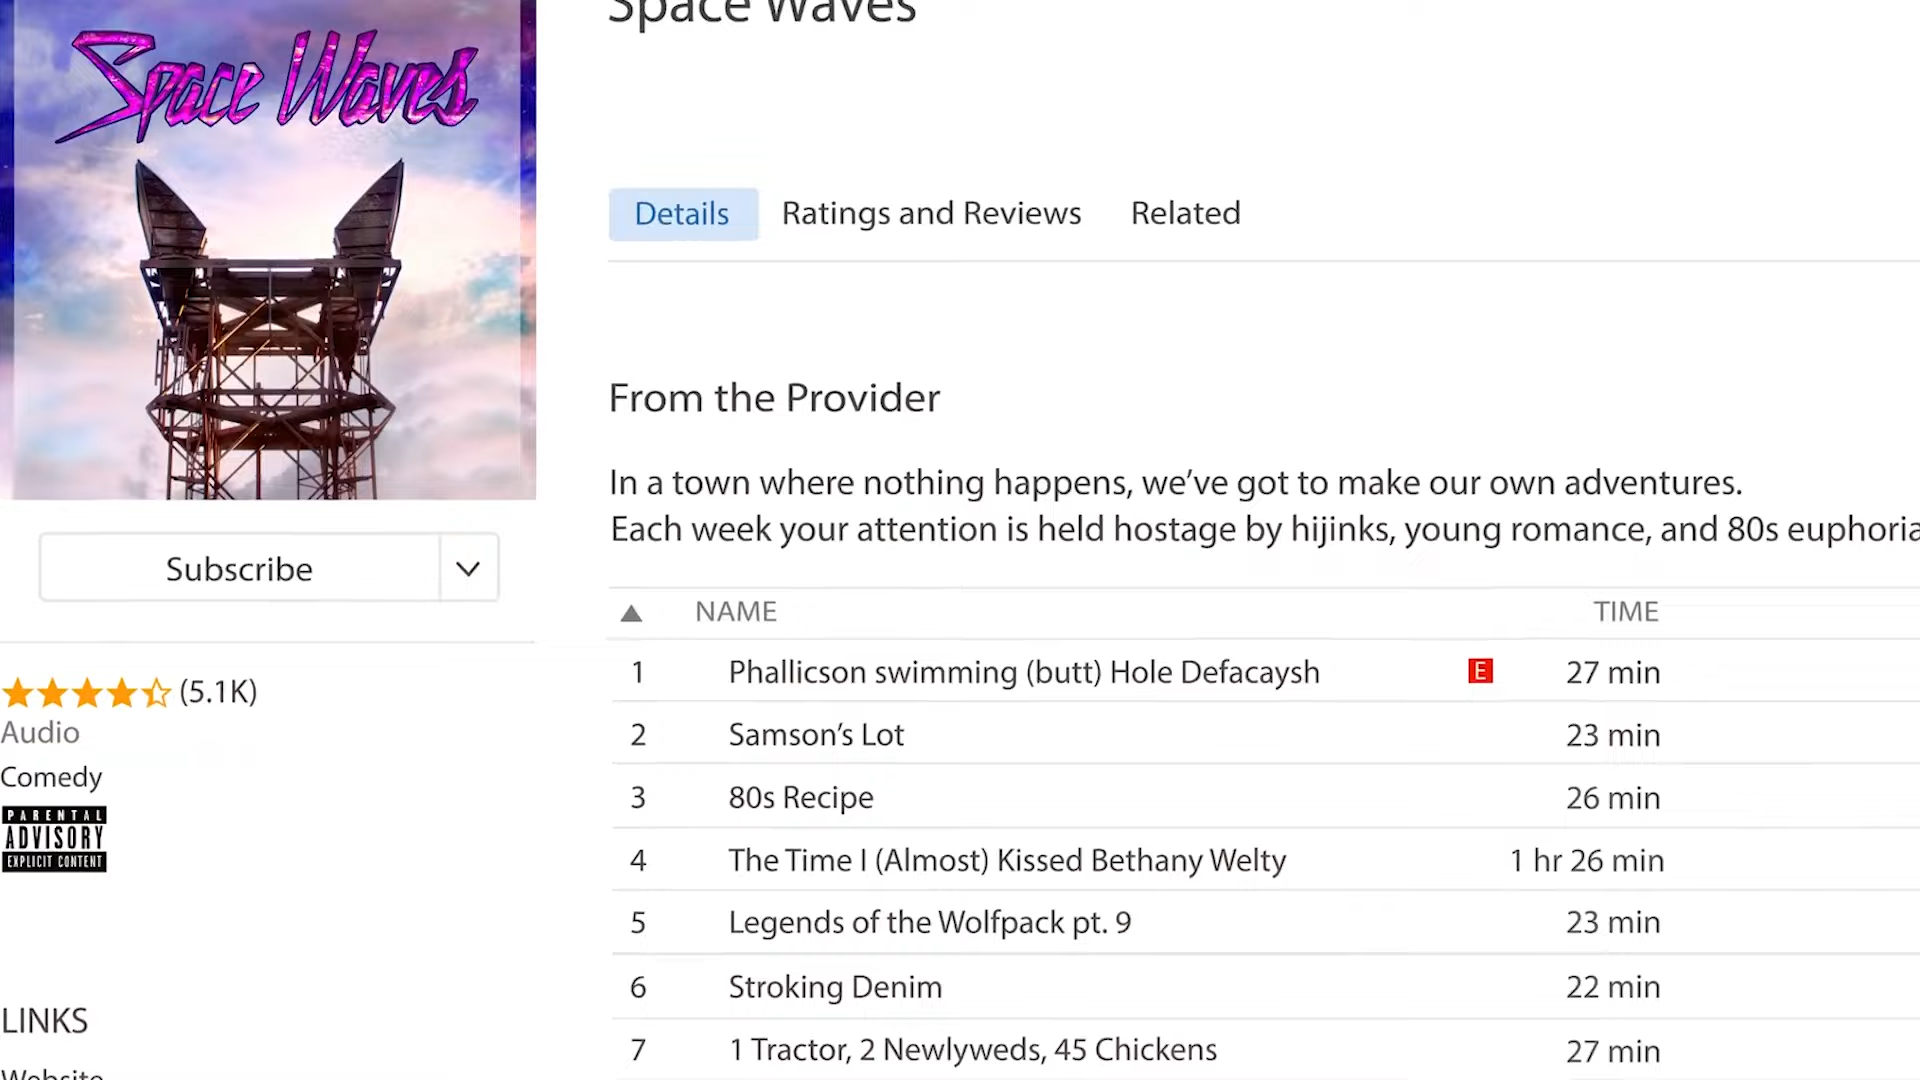 Space Waves
Space Waves
Details
Ratings and Reviews
Related
From the Provider
In a town where nothing happens, we’ve got to make our own adventures.
Each week your attention is held hostage by hijinks, young romance, and 80s euphoria
Subscribe
(5.1K)
Audio
Comedy
PARENTAL
ADVISORY
EXPLICIT CONTENT
LINKS
Website
NAME TIME
1 Phallicson swimming (butt) Hole Defacaysh E 27 min
2 Samson’s Lot 23 min
3 80s Recipe 26 min
4 The Time I (Almost) Kissed Bethany Welty 1 hr 26 min
5 Legends of the Wolfpack pt. 9 23 min
6 Stroking Denim 22 min
7 1 Tractor, 2 Newlyweds, 45 Chickens 27 min